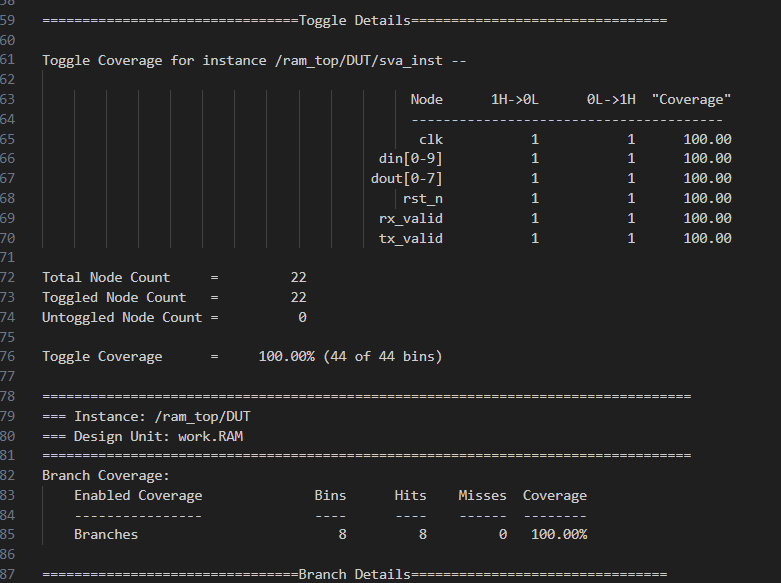 58
59 ================================Toggle Details================================
60
61 Toggle Coverage for instance /ram_top/DUT/sva_inst --
62
63 Node 1H->0L 0L->1H "Coverage"
64 ---------------------------------------
65 clk 1 1 100.00
66 din[0-9] 1 1 100.00
67 dout[0-7] 1 1 100.00
68 rst_n 1 1 100.00
69 rx_valid 1 1 100.00
70 tx_valid 1 1 100.00
71
72 Total Node Count = 22
73 Toggled Node Count = 22
74 Untoggled Node Count = 0
75
76 Toggle Coverage = 100.00% (44 of 44 bins)
77
78 =================================================================================
79 === Instance: /ram_top/DUT
80 === Design Unit: work.RAM
81 =================================================================================
82 Branch Coverage:
83 Enabled Coverage Bins Hits Misses Coverage
84 ---------------- ---- ---- ------ --------
85 Branches 8 8 0 100.00%
86
87 ================================Branch Details================================